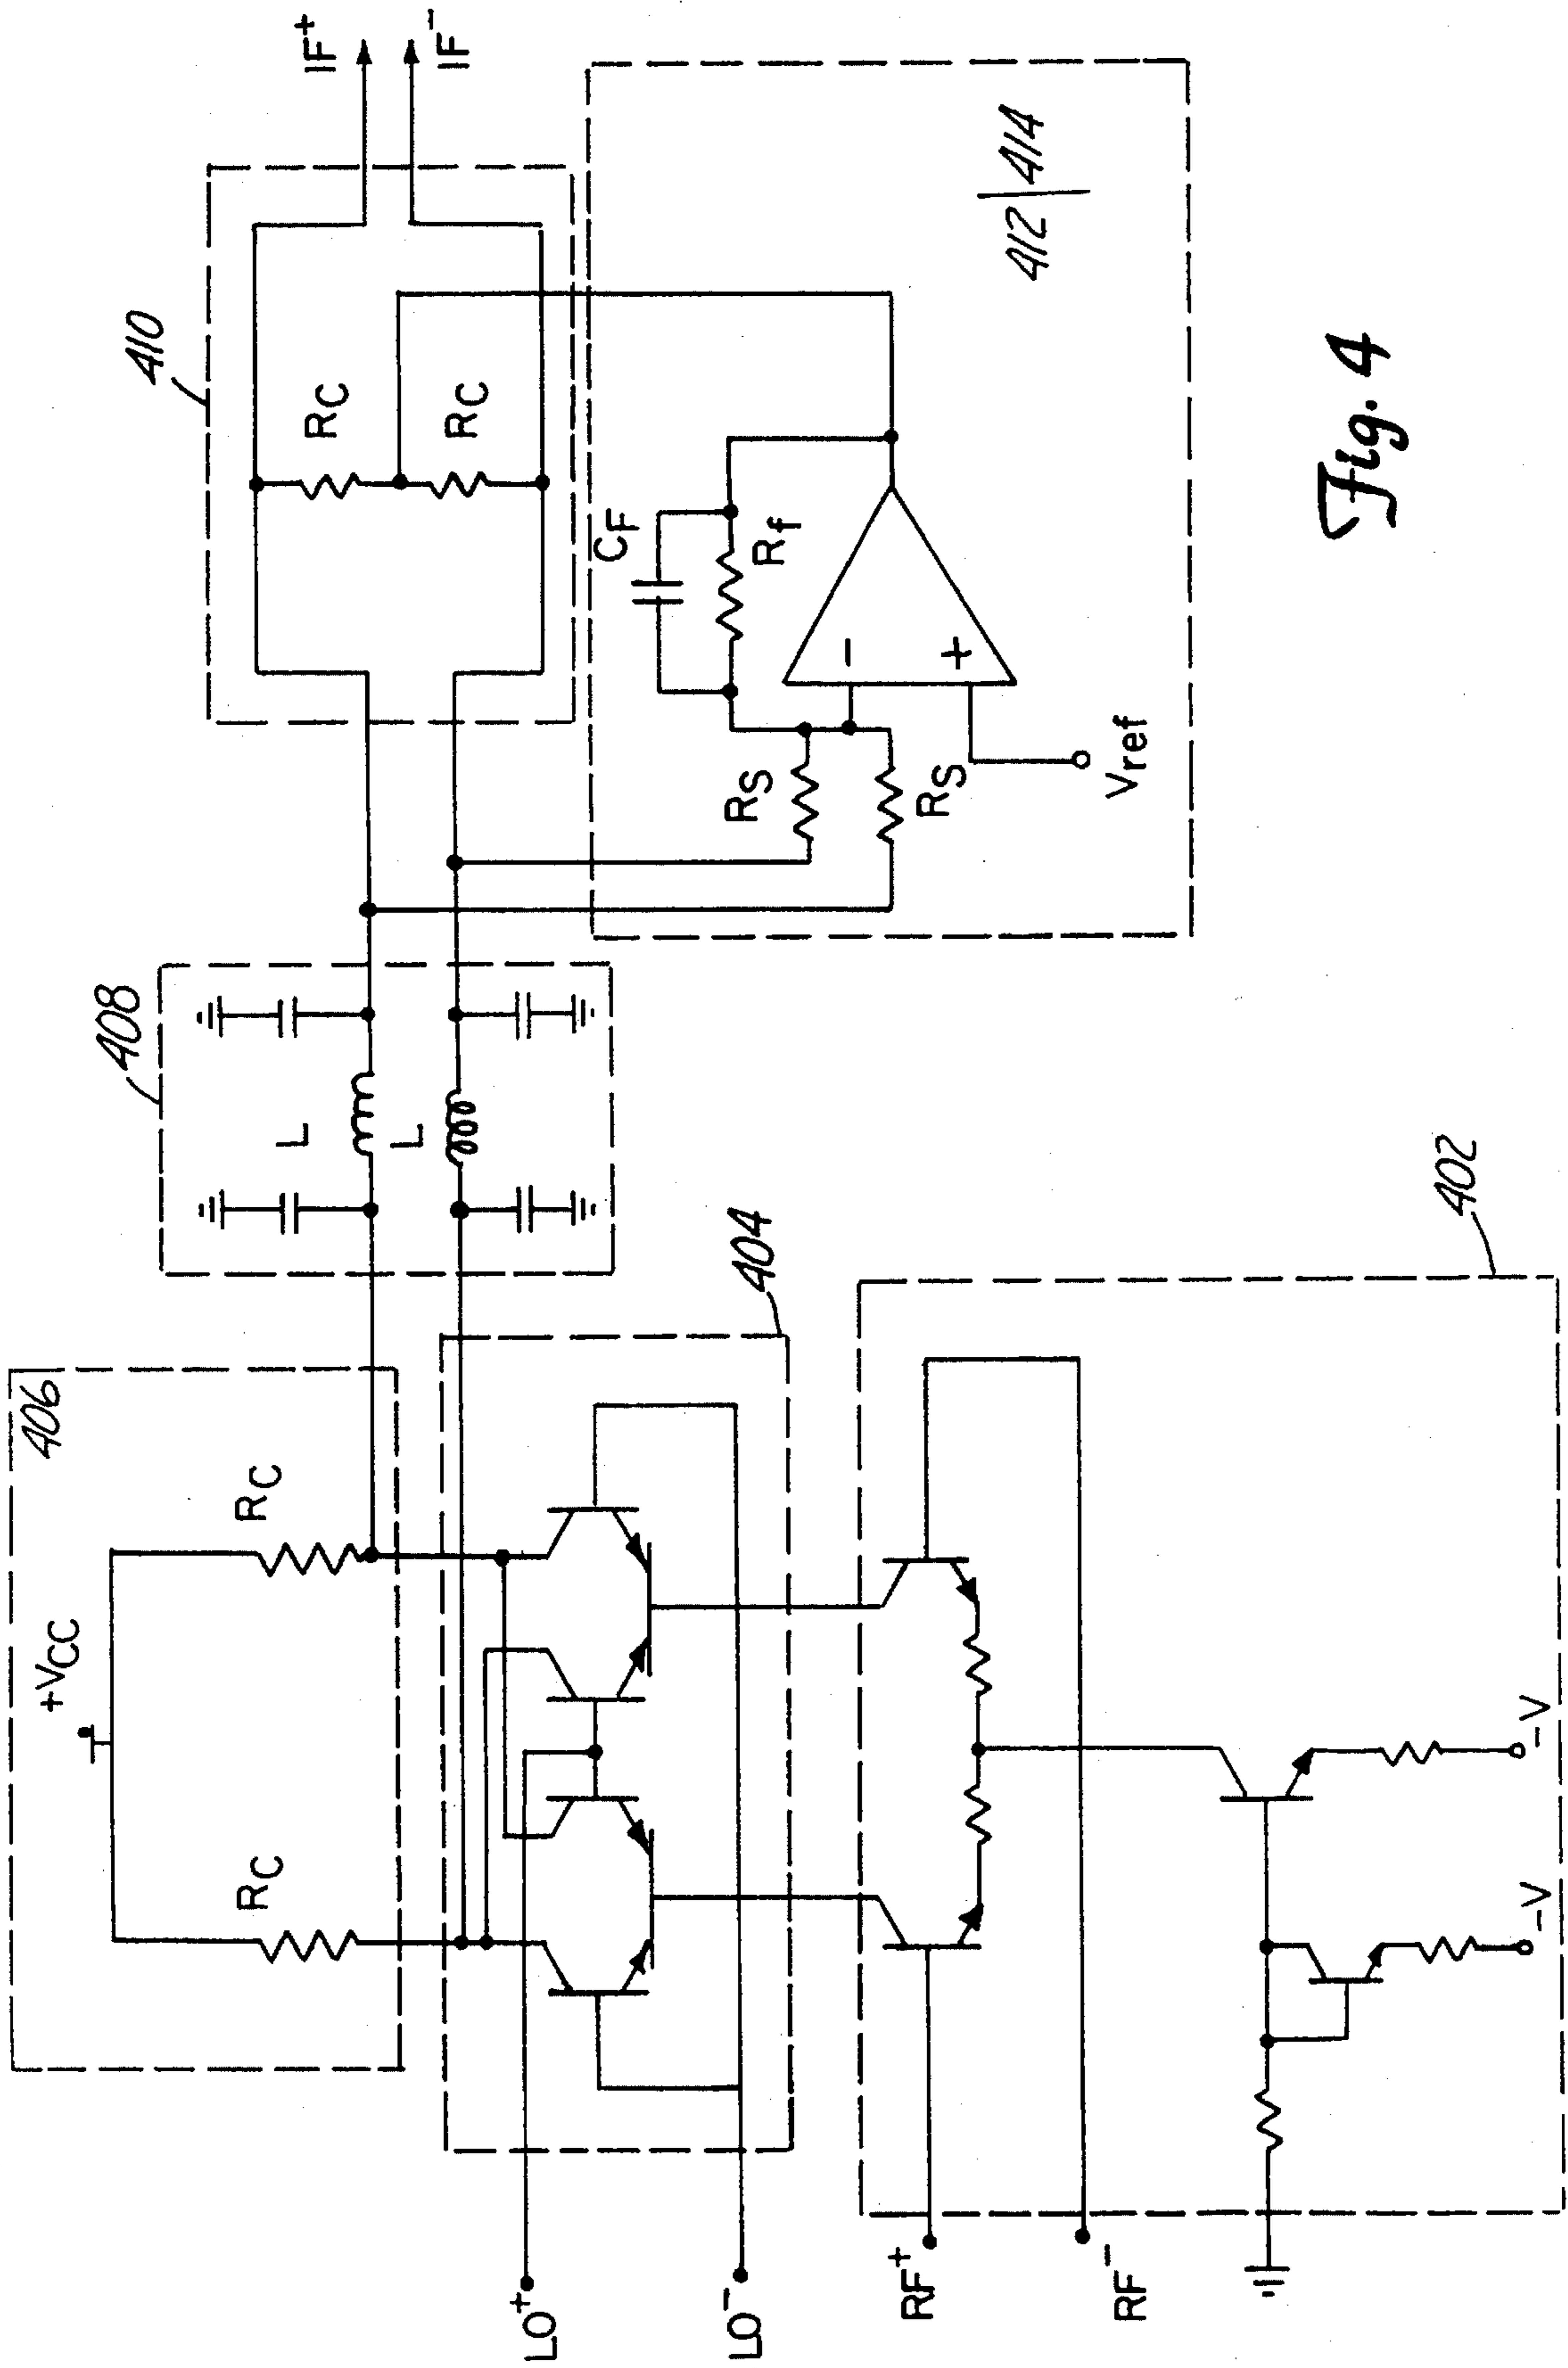 406
+VCC
RC
RC
408
L
L
410
RC
RC
IF+
IF-
CF
Rf
-
+
RS
RS
Vref
412/414
404
LO+
LO-
402
RF+
RF-
-V
-V
Fig. 4